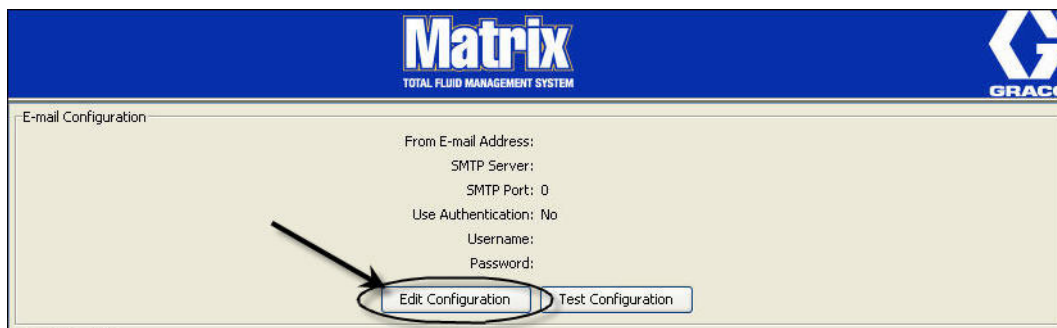 Matrix
TOTAL FLUID MANAGEMENT SYSTEM
GRACO
E-mail Configuration
From E-mail Address:
SMTP Server:
SMTP Port: 0
Use Authentication: No
Username:
Password:
Edit Configuration Test Configuration